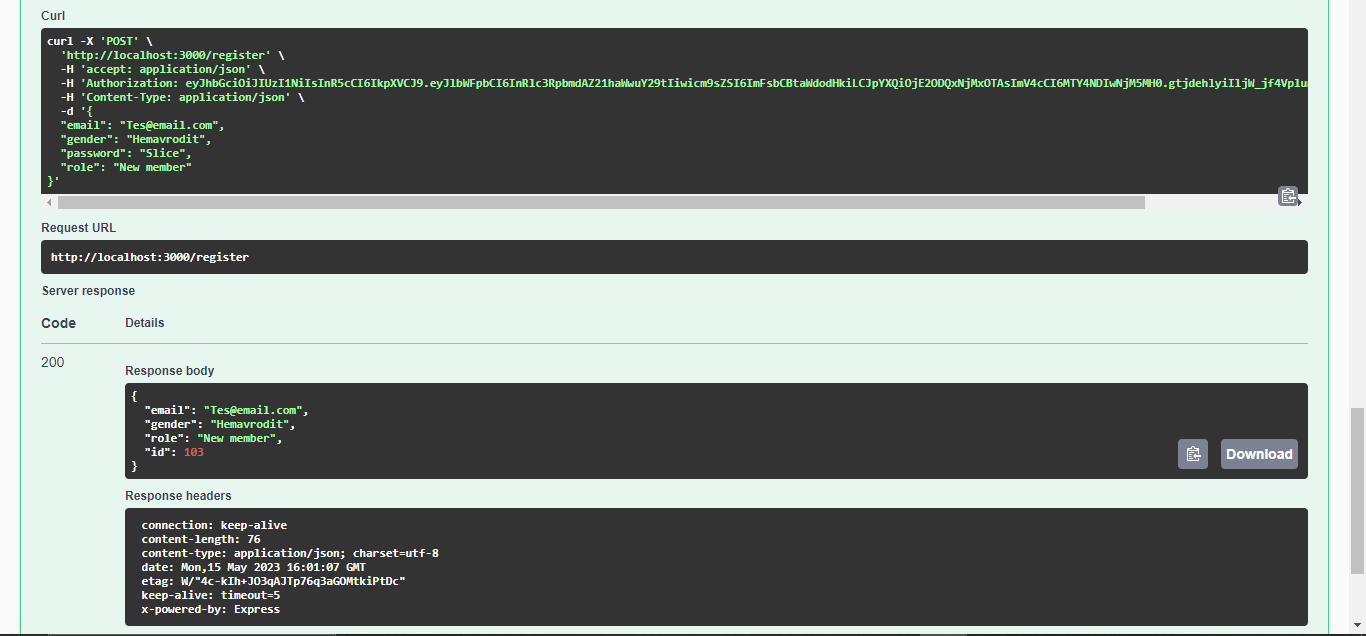 Curl
curl -X 'POST' \
'http://localhost:3000/register' \
-H 'accept: application/json' \
-H 'Authorization: eyJhbGciOiJIUzI1NiIsInR5cCI6IkpXVCJ9.eyJlbWFpbCI6InRlc3RpbmdAZ21haWwuY29tIiwicm9sZSI6ImFsbCBtaWdodHkiLCJpYXQiOjE2ODQxNjMxOTAsImV4cCI6MTY4NDIwNjM5MH0.gtjdehlyiIljW_jf4Vplu
-H 'Content-Type: application/json' \
-d '{
"email": "Tes@email.com",
"gender": "Hemavrodit",
"password": "Slice",
"role": "New member"
}'
Request URL
http://localhost:3000/register
Server response
Code Details
200
Response body
{
"email": "Tes@email.com",
"gender": "Hemavrodit",
"role": "New member",
"id": 103
}
Download
Response headers
connection: keep-alive
content-length: 76
content-type: application/json; charset=utf-8
date: Mon,15 May 2023 16:01:07 GMT
etag: W/"4c-kIh+JO3qAJTp76q3aGOMtkiPtDc"
keep-alive: timeout=5
x-powered-by: Express